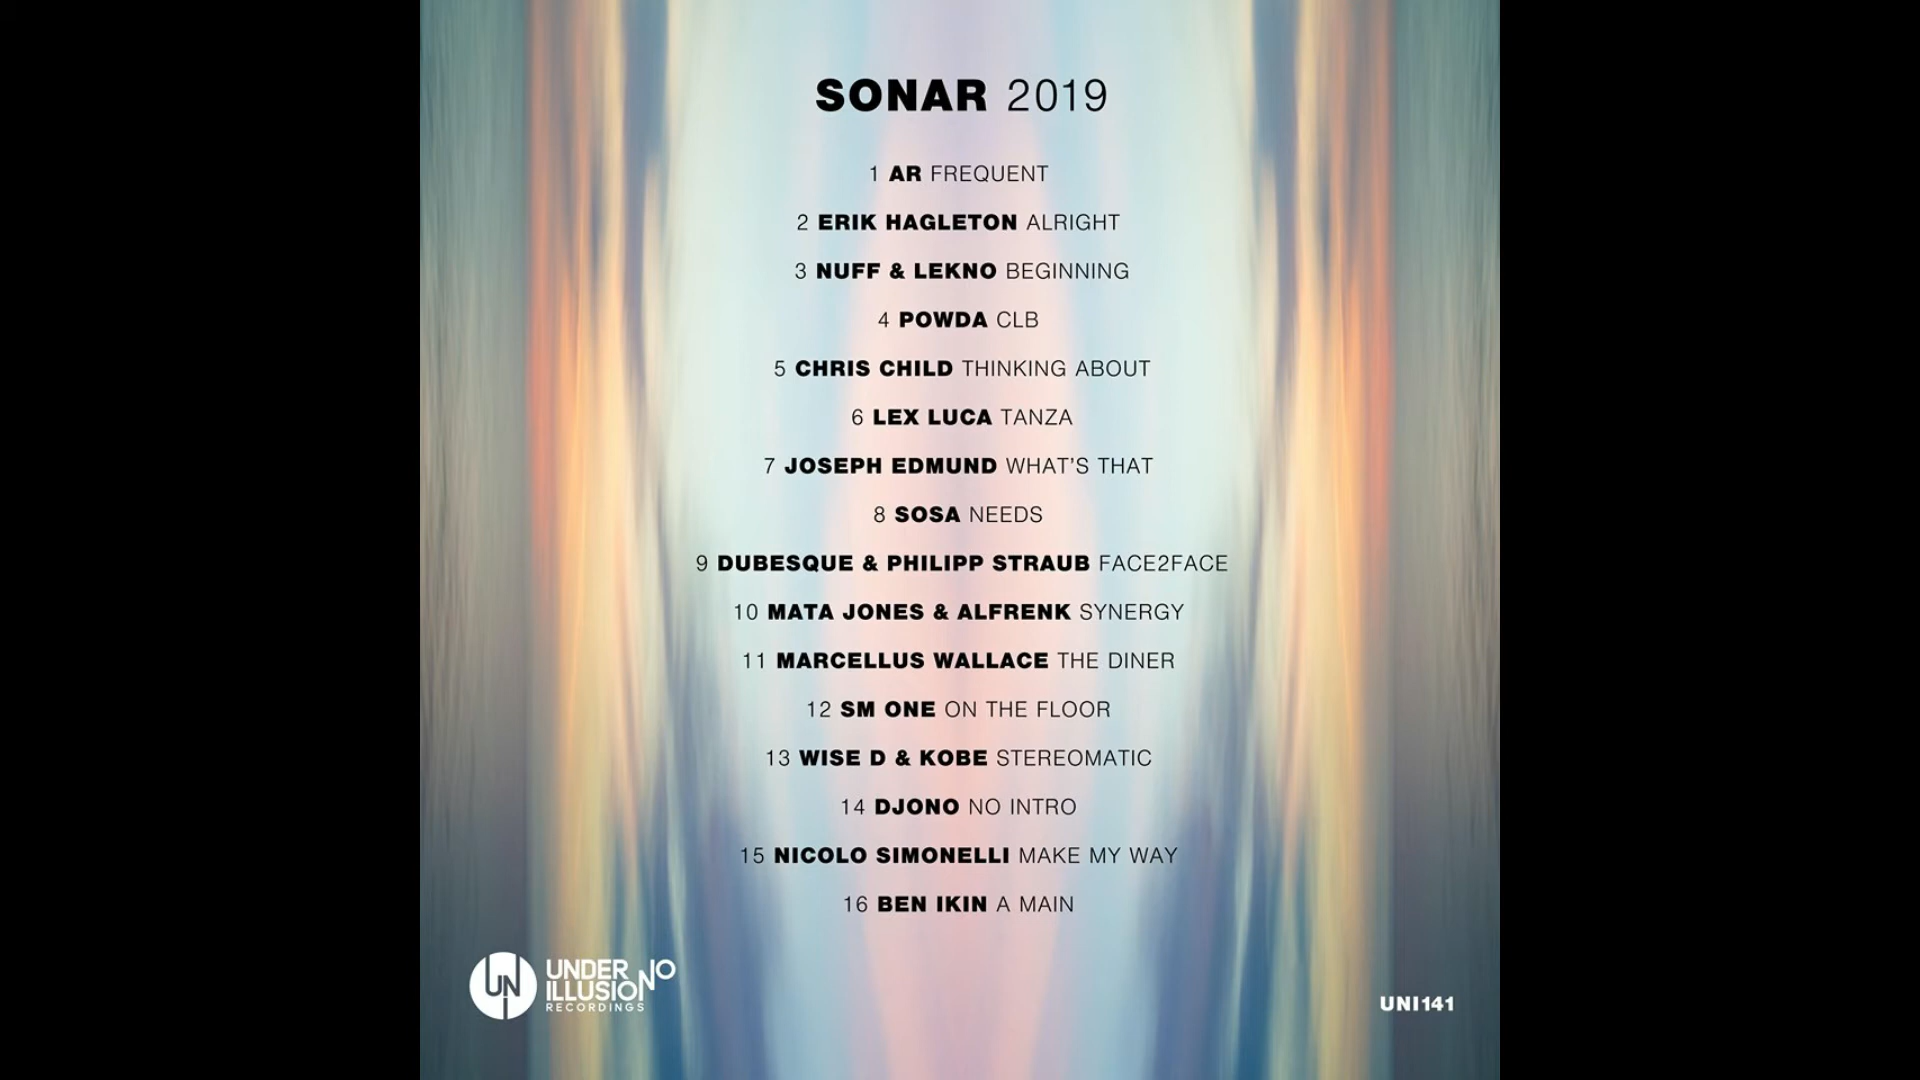 SONAR 2019
1 AR FREQUENT
2 ERIK HAGLETON ALRIGHT
3 NUFF & LEKNO BEGINNING
4 POWDA CLB
5 CHRIS CHILD THINKING ABOUT
6 LEX LUCA TANZA
7 JOSEPH EDMUND WHAT'S THAT
8 SOSA NEEDS
9 DUBESQUE & PHILIPP STRAUB FACE2FACE
10 MATA JONES & ALFRENK SYNERGY
11 MARCELLUS WALLACE THE DINER
12 SM ONE ON THE FLOOR
13 WISE D & KOBE STEREOMATIC
14 DJONO NO INTRO
15 NICOLO SIMONELLI MAKE MY WAY
16 BEN IKIN A MAIN
UNI
UNDER NO
ILLUSION
RECORDINGS
UNI141